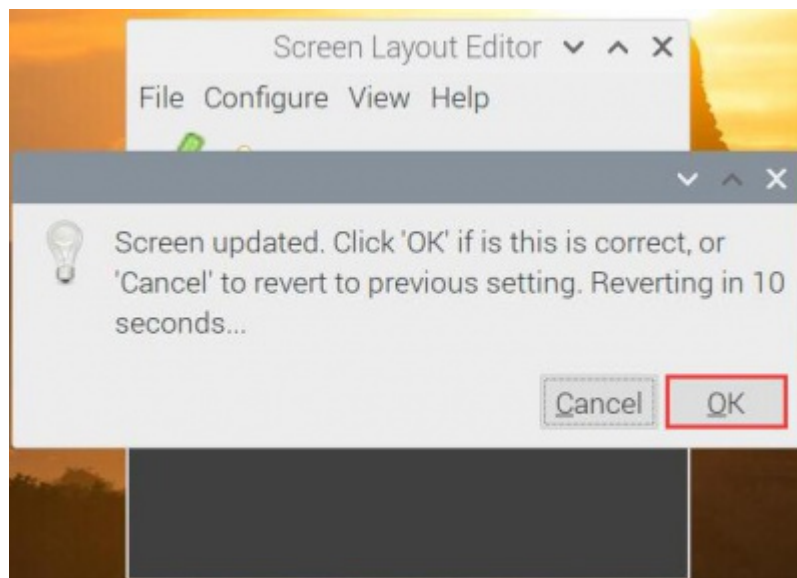 Screen Layout Editor
File Configure View Help
Screen updated. Click 'OK' if is this is correct, or
'Cancel' to revert to previous setting. Reverting in 10
seconds...
Cancel OK